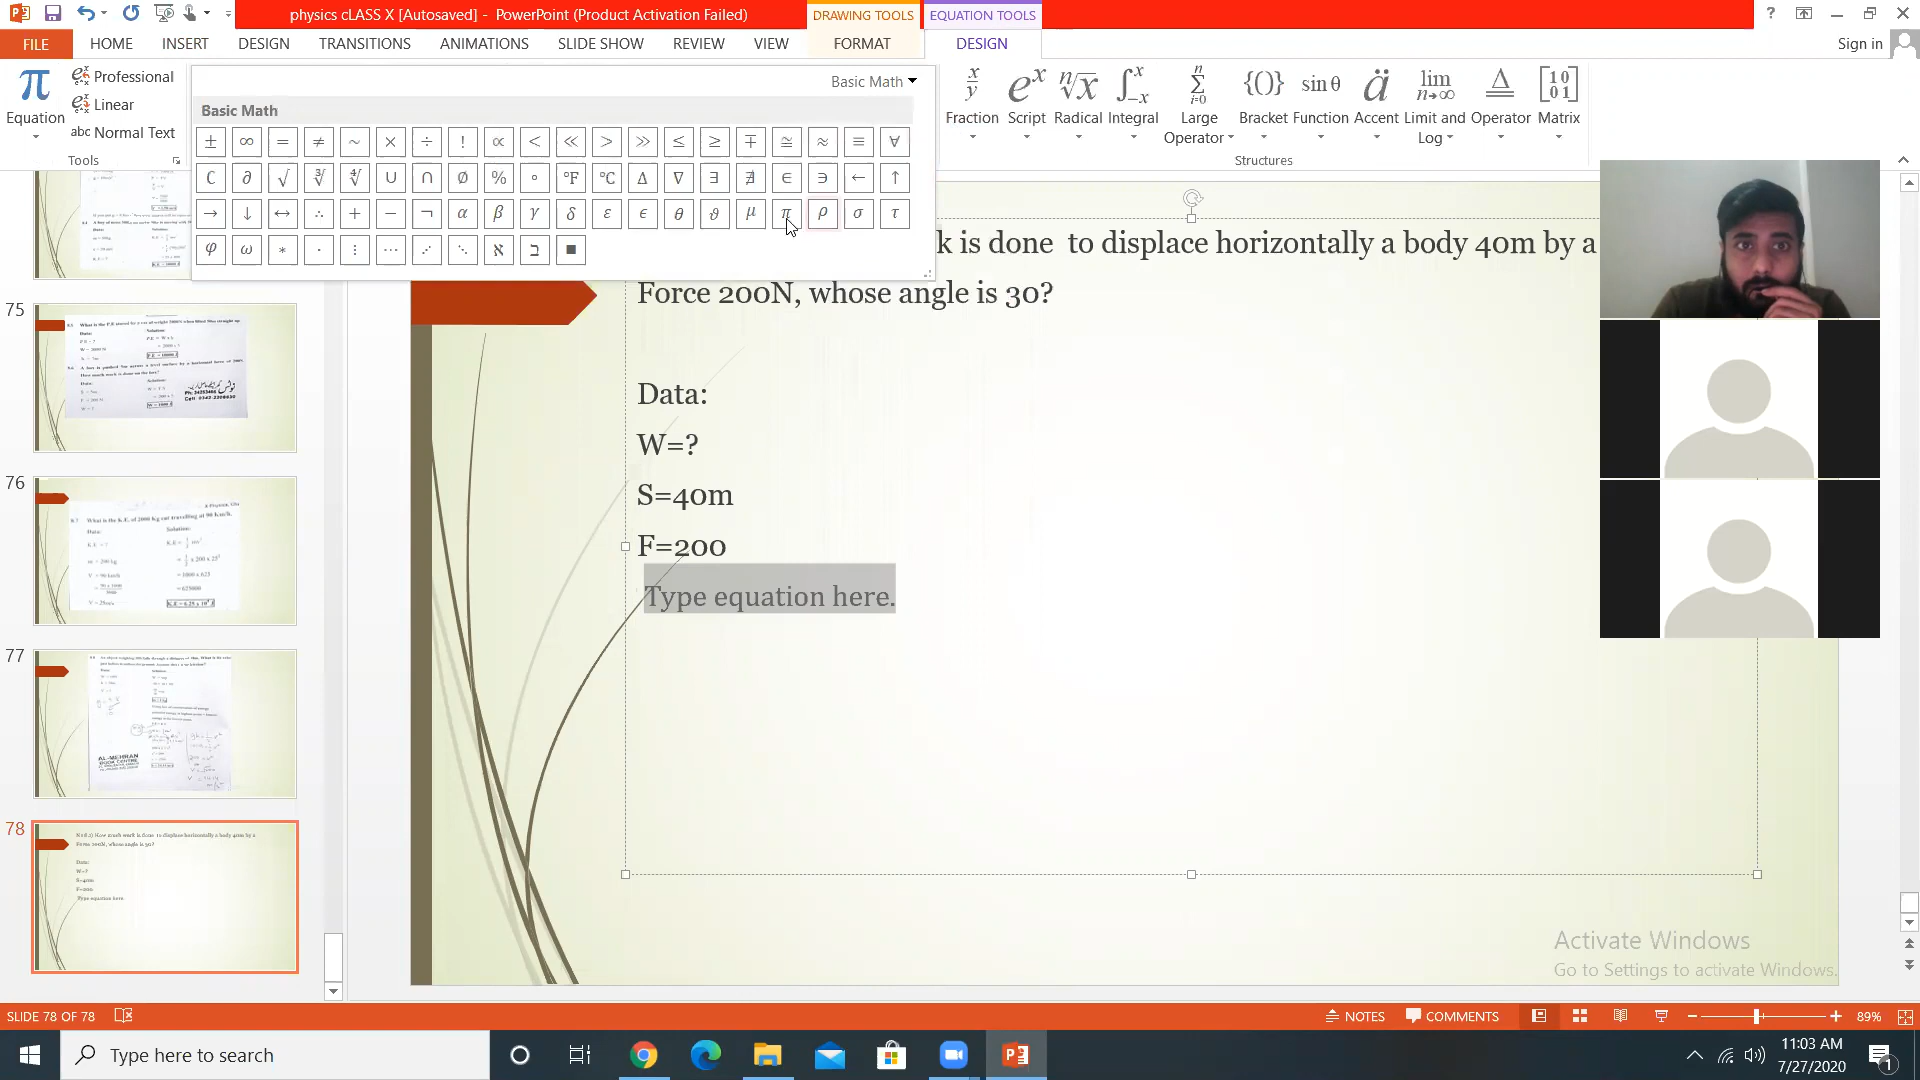 physics cLASS X [Autosaved] - PowerPoint (Product Activation Failed)
DRAWING TOOLS
EQUATION TOOLS
FILE
HOME
INSERT
DESIGN
TRANSITIONS
ANIMATIONS
SLIDE SHOW
REVIEW
VIEW
FORMAT
DESIGN
Sign in
Equation
Professional
Linear
abc Normal Text
Tools
Basic Math
Basic Math
± ∞ = ≠ ~ × ÷ ! ∝ < ≪ > ≫ ≤ ≥ ∓ ≅ ≈ ≡ ∀
∁ ∂ √ ∛ ∜ ∪ ∩ ∅ % ° °F °C ∆ ∇ ∃ ∄ ∈ ∋ ← ↑
→ ↓ ↔ ∴ + − ¬ α β γ δ ε ϵ θ ϑ μ π ρ σ τ
φ ω ∗ ∙ ⋮ ⋯ ⋰ ⋱ ℵ ℶ ■
Fraction
Script
Radical
Integral
Large Operator
Bracket
Function
Accent
Limit and Log
Operator
Matrix
Structures
k is done to displace horizontally a body 40m by a
Force 200N, whose angle is 30?
Data:
W=?
S=40m
F=200
Type equation here.
75
76
77
78
Activate Windows
Go to Settings to activate Windows.
SLIDE 78 OF 78
NOTES
COMMENTS
89%
Type here to search
11:03 AM
7/27/2020
1